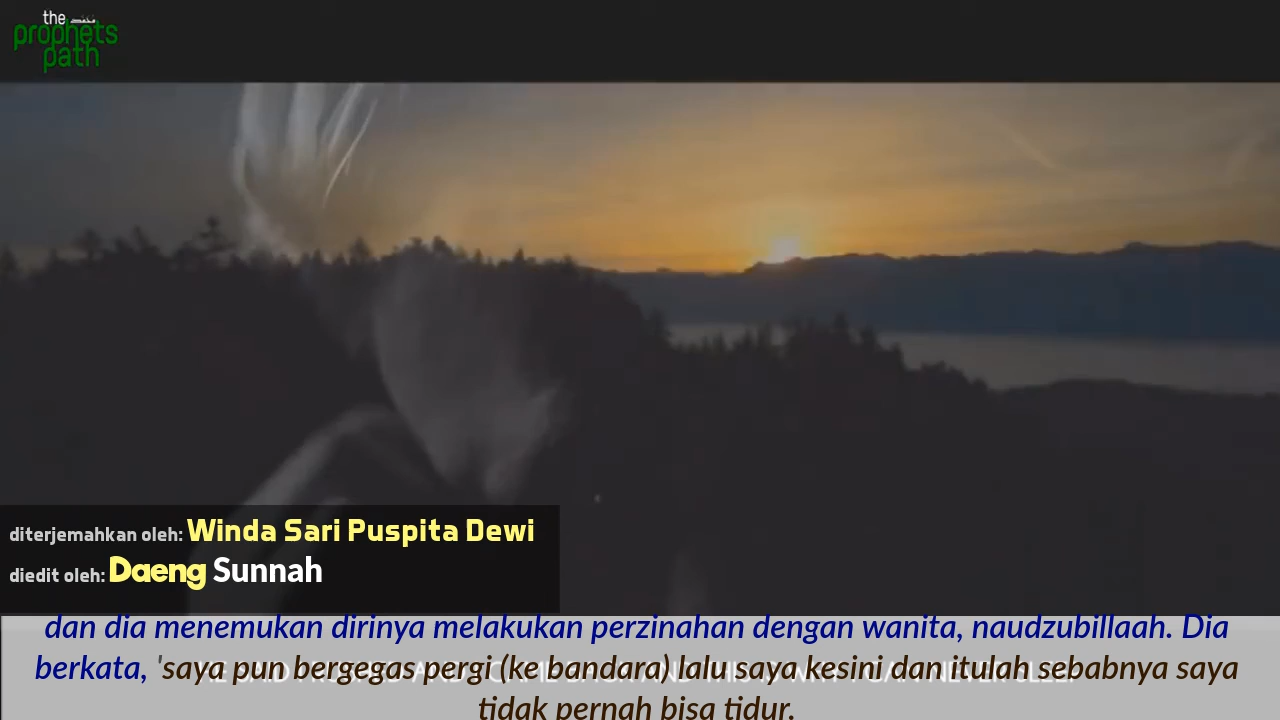 the
prophets
path
diterjemahkan oleh: Winda Sari Puspita Dewi
diedit oleh: Daeng Sunnah
dan dia menemukan dirinya melakukan perzinahan dengan wanita, naudzubillaah. Dia
berkata, 'saya pun bergegas pergi (ke bandara) lalu saya kesini dan itulah sebabnya saya
tidak pernah bisa tidur.